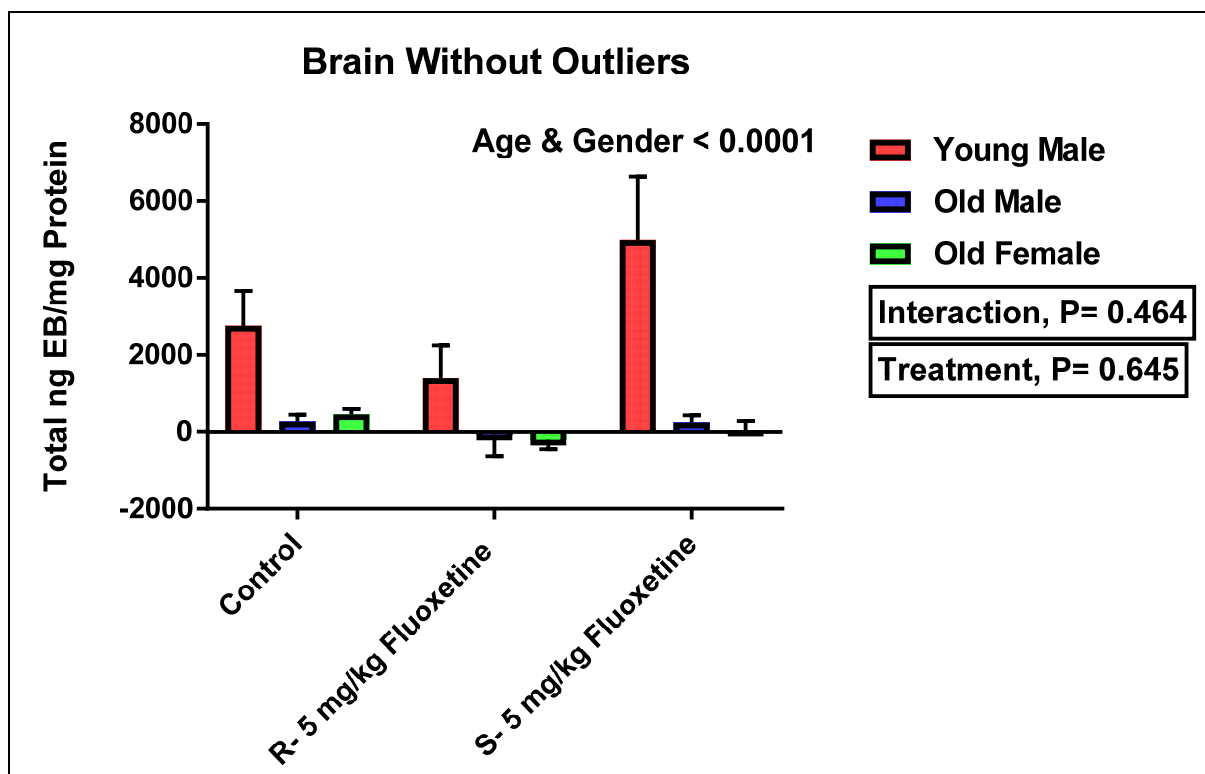 Brain Without Outliers
Age & Gender < 0.0001
Total ng EB/mg Protein
8000
6000
4000
2000
0
-2000
Control
R- 5 mg/kg Fluoxetine
S- 5 mg/kg Fluoxetine
Young Male
Old Male
Old Female
Interaction, P= 0.464
Treatment, P= 0.645